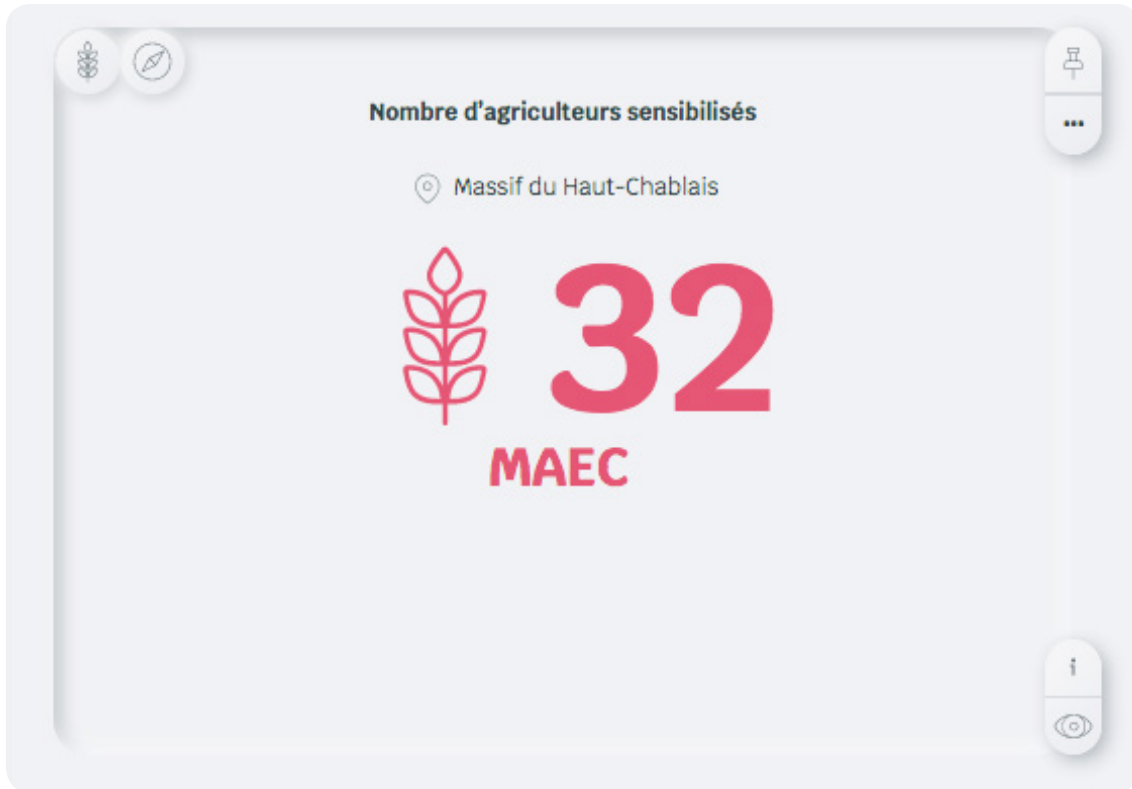 Nombre d'agriculteurs sensibilisés
Massif du Haut-Chablais
32
MAEC
i